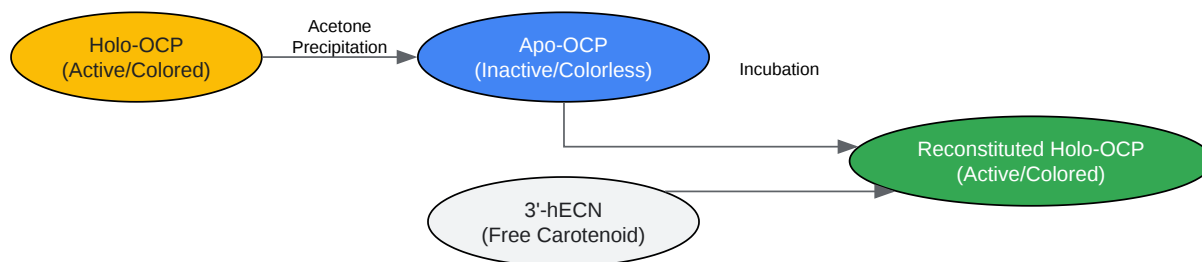 Holo-OCP
(Active/Colored)
Acetone
Precipitation
Apo-OCP
(Inactive/Colorless)
Incubation
Reconstituted Holo-OCP
(Active/Colored)
3'-hECN
(Free Carotenoid)